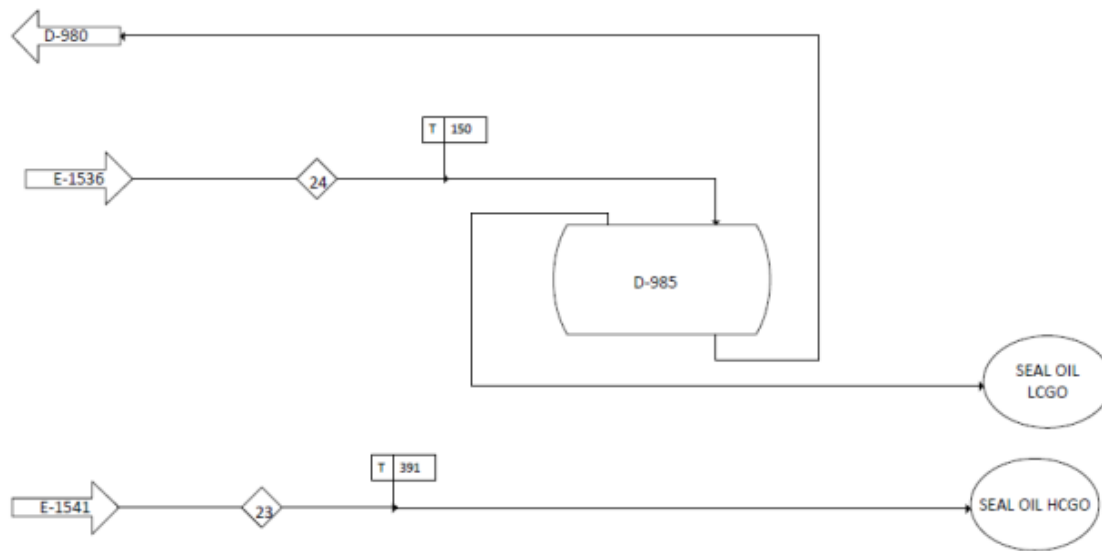 D-980
T 150
E-1536
24
D-985
SEAL OIL
LCGO
T 391
E-1541
23
SEAL OIL HCGO